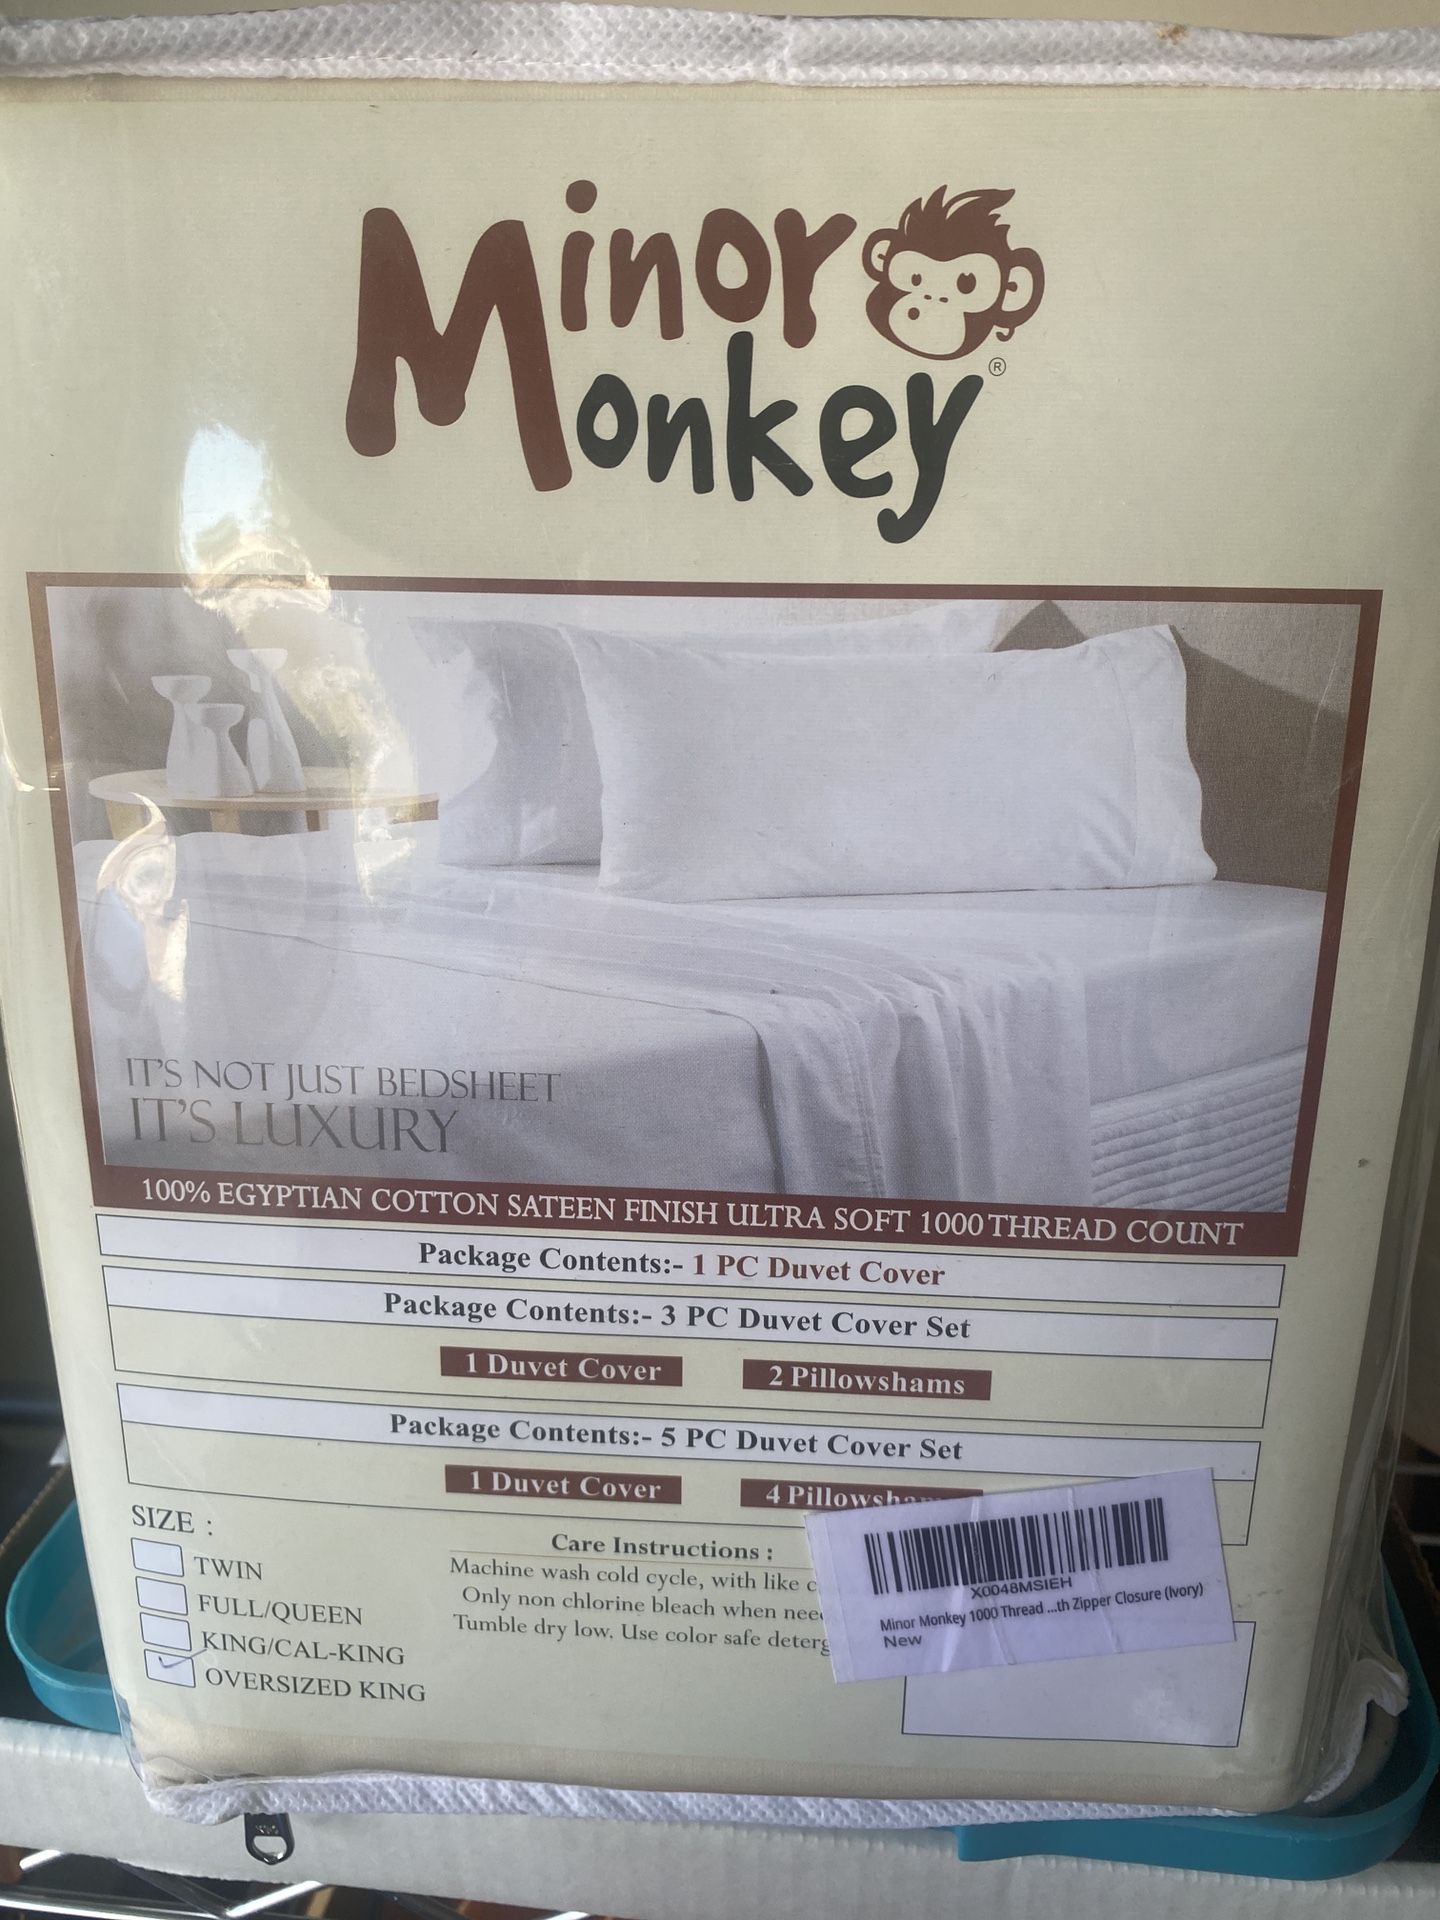 Minor
Monkey®
IT'S NOT JUST BEDSHEET
IT'S LUXURY
100% EGYPTIAN COTTON SATEEN FINISH ULTRA SOFT 1000 THREAD COUNT
Package Contents:- 1 PC Duvet Cover
Package Contents:- 3 PC Duvet Cover Set
1 Duvet Cover 2 Pillowshams
Package Contents:- 5 PC Duvet Cover Set
1 Duvet Cover 4
SIZE :
TWIN
FULL/QUEEN
KING/CAL-KING
OVERSIZED KING
Care Instructions :
Machine wash cold cycle, with like
Only non chlorine bleach when
Tumble dry low. Use color safe
X0048MSIEH
Minor Monkey 1000 Thread ...th Zipper Closure (Ivory)
New